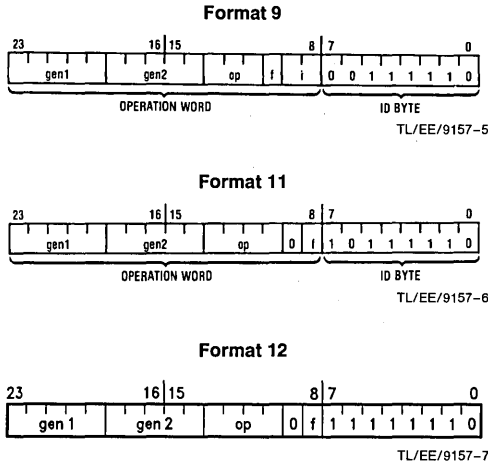 Format 9
23 16 15 8 7 0
gen1 gen2 op f i 0 0 1 1 1 1 1 0
OPERATION WORD ID BYTE
TL/EE/9157-5
Format 11
23 16 15 8 7 0
gen1 gen2 op 0 f 1 0 1 1 1 1 1 0
OPERATION WORD ID BYTE
TL/EE/9157-6
Format 12
23 16 15 8 7 0
gen 1 gen 2 op 0 f 1 1 1 1 1 1 1 0
TL/EE/9157-7